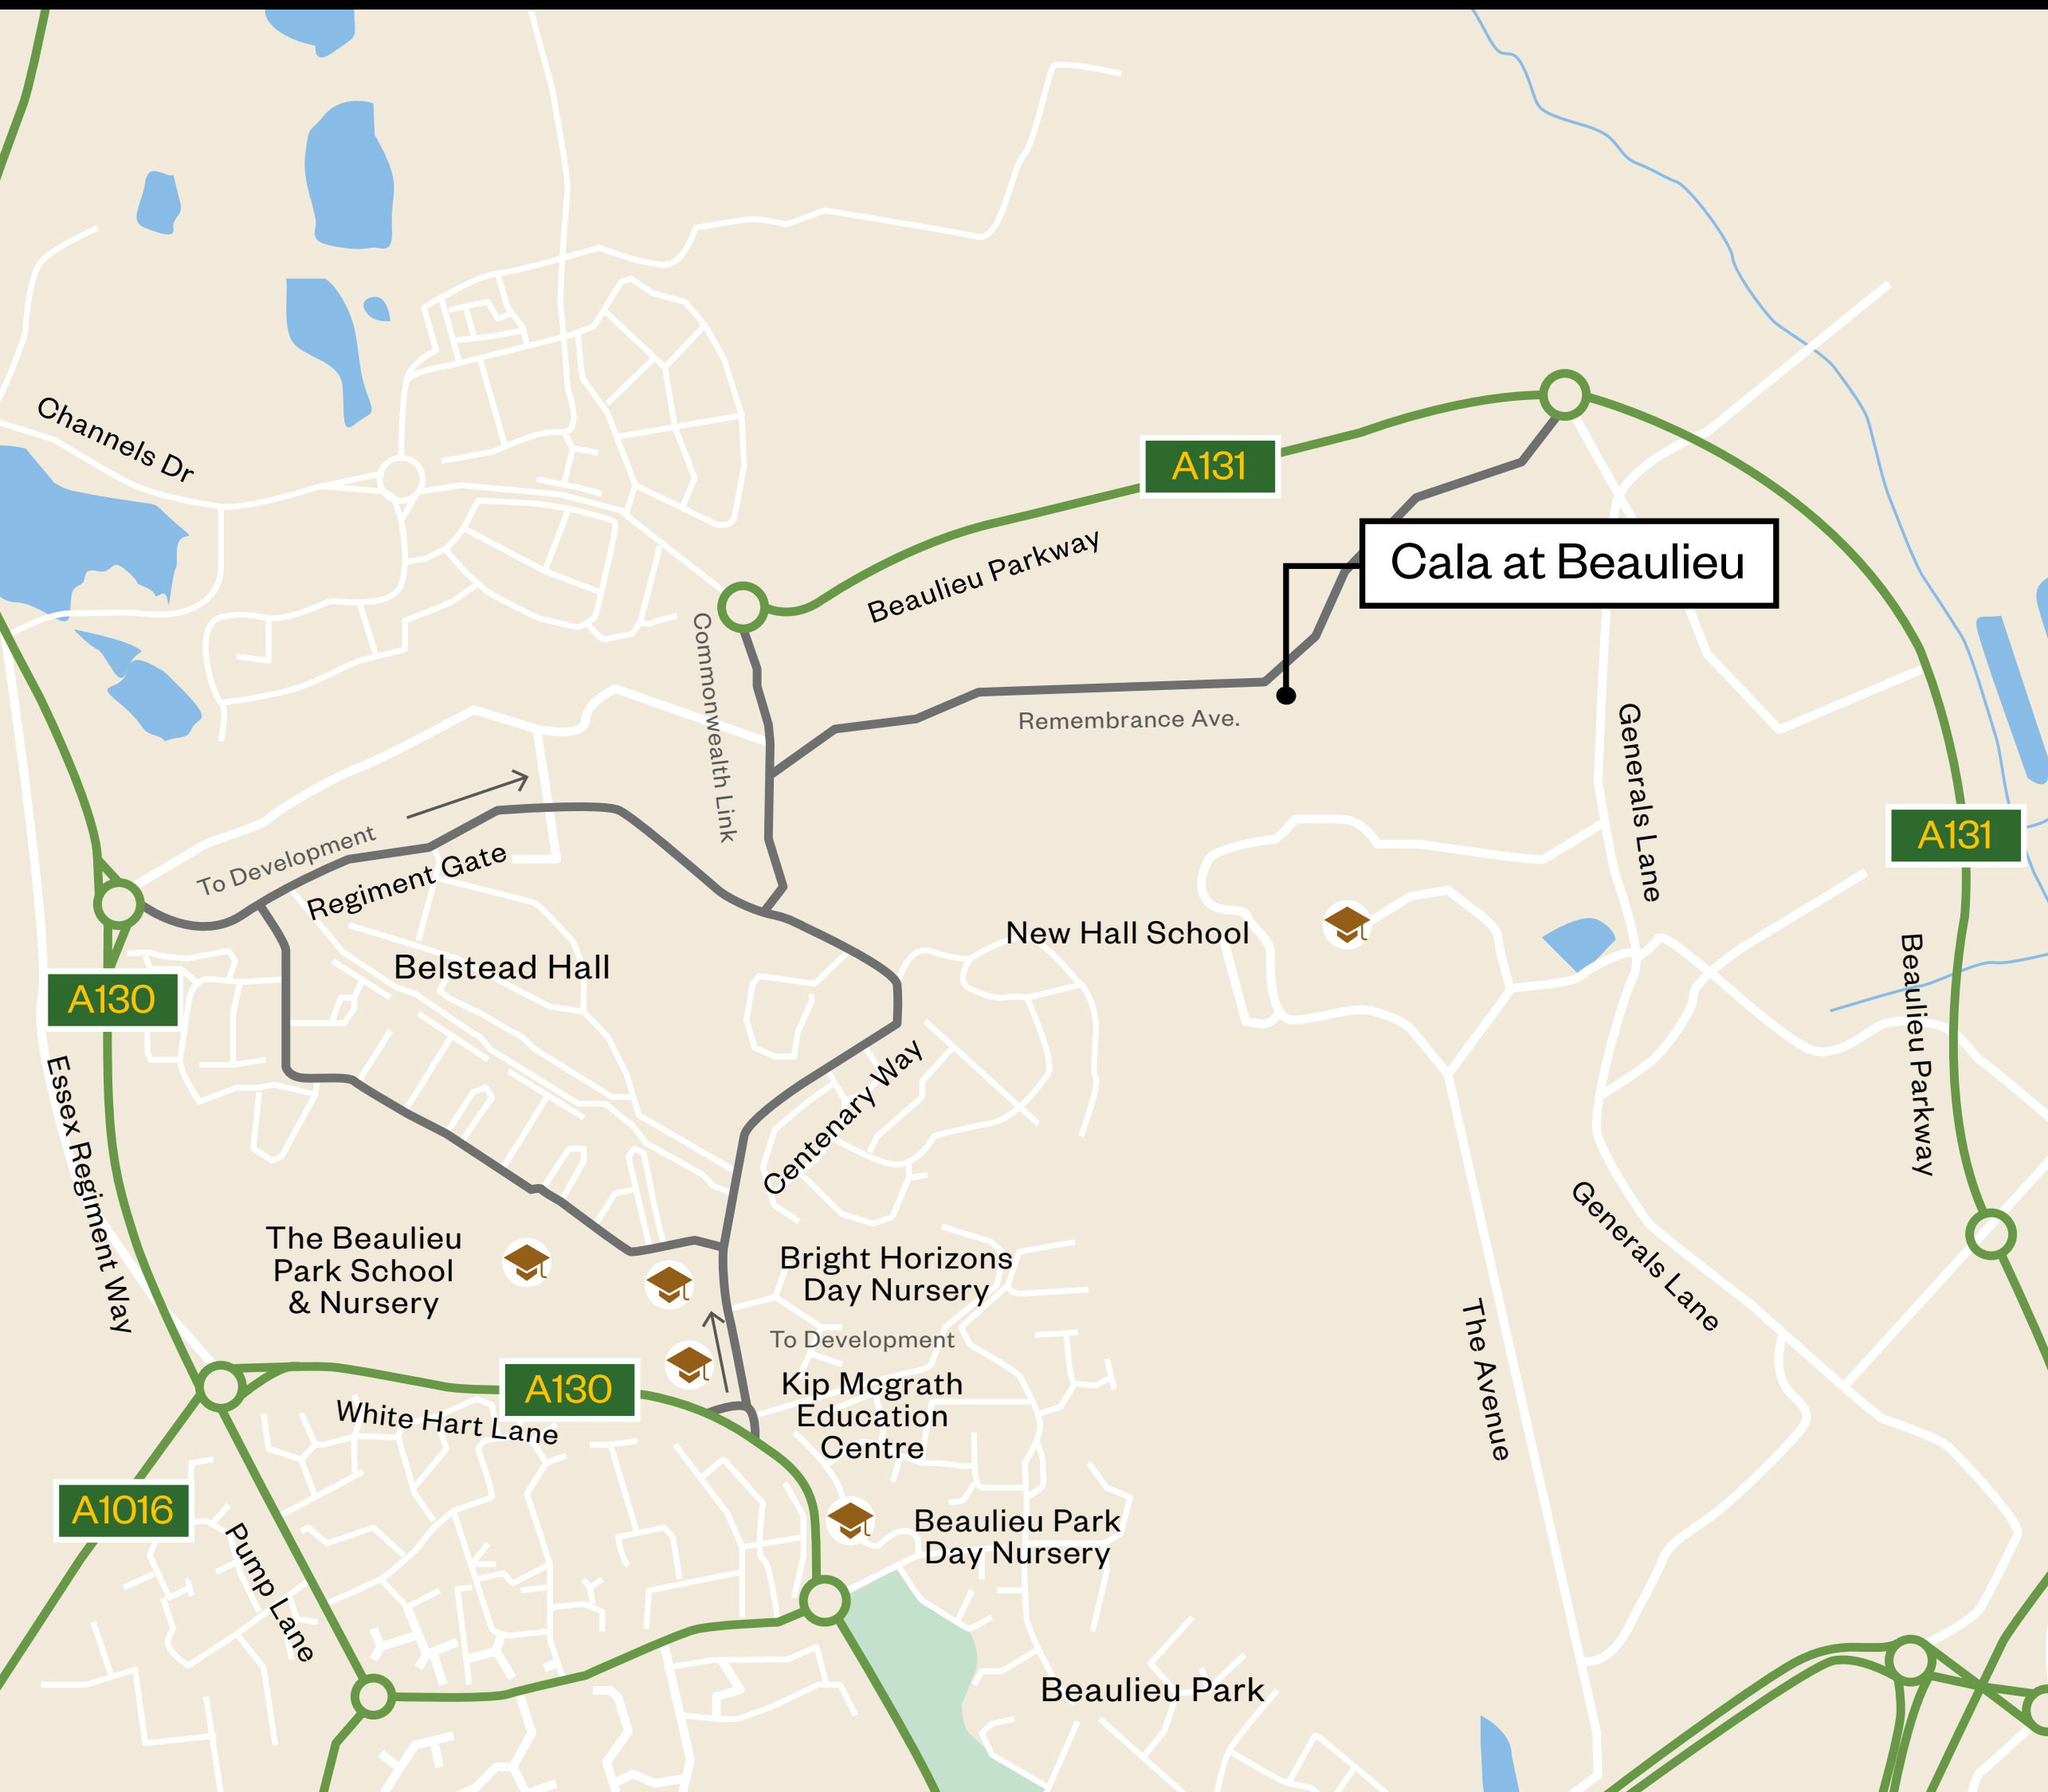 Channels Dr
A131
Beaulieu Parkway
Cala at Beaulieu
Commonwealth Link
Remembrance Ave.
Generals Lane
To Development
Regiment Gate
A131
New Hall School
Belstead Hall
A130
Beaulieu Parkway
Essex Regiment Way
Centenary Way
Generals Lane
The Beaulieu
Park School
& Nursery
Bright Horizons
Day Nursery
To Development
The Avenue
A130
Kip Mcgrath
Education
Centre
White Hart Lane
A1016
Pump Lane
Beaulieu Park
Day Nursery
Beaulieu Park